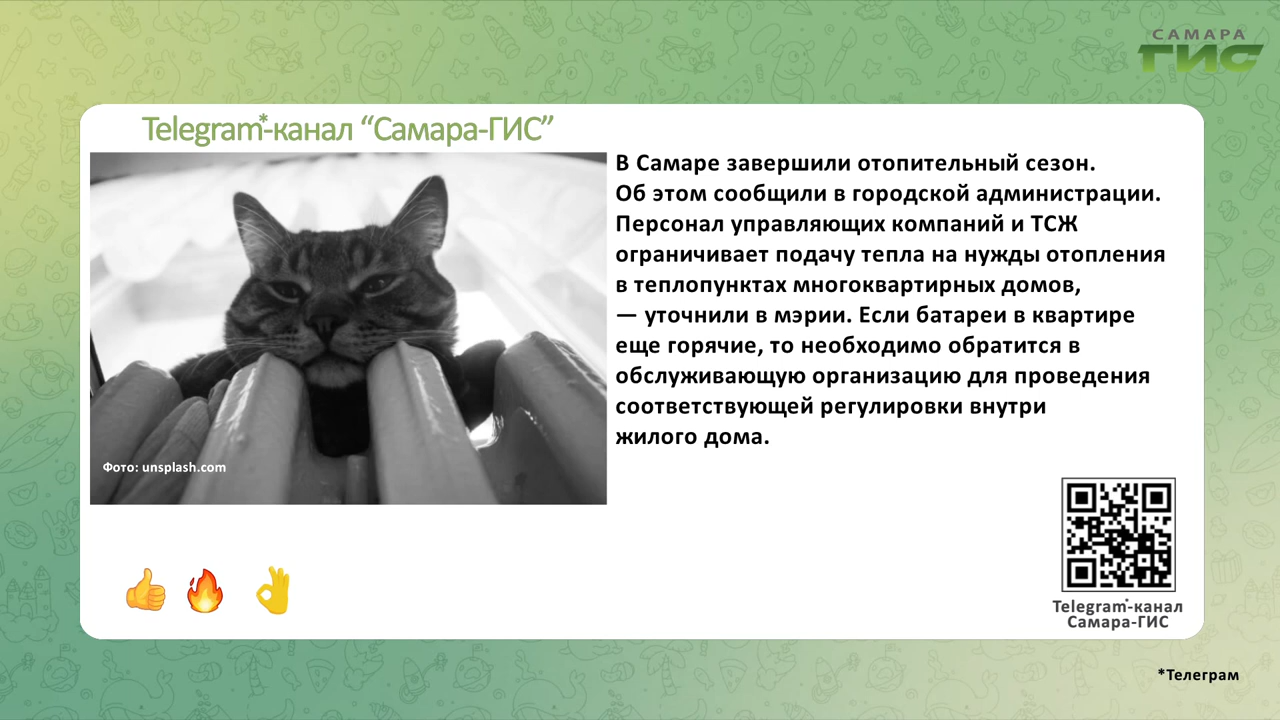 САМАРА
ГИС
Telegram*-канал “Самара-ГИС”
В Самаре завершили отопительный сезон.
Об этом сообщили в городской администрации.
Персонал управляющих компаний и ТСЖ
ограничивает подачу тепла на нужды отопления
в теплопунктах многоквартирных домов,
— уточнили в мэрии. Если батареи в квартире
еще горячие, то необходимо обратится в
обслуживающую организацию для проведения
соответствующей регулировки внутри
жилого дома.
Фото: unsplash.com
Telegram*-канал
Самара-ГИС
*Телеграм